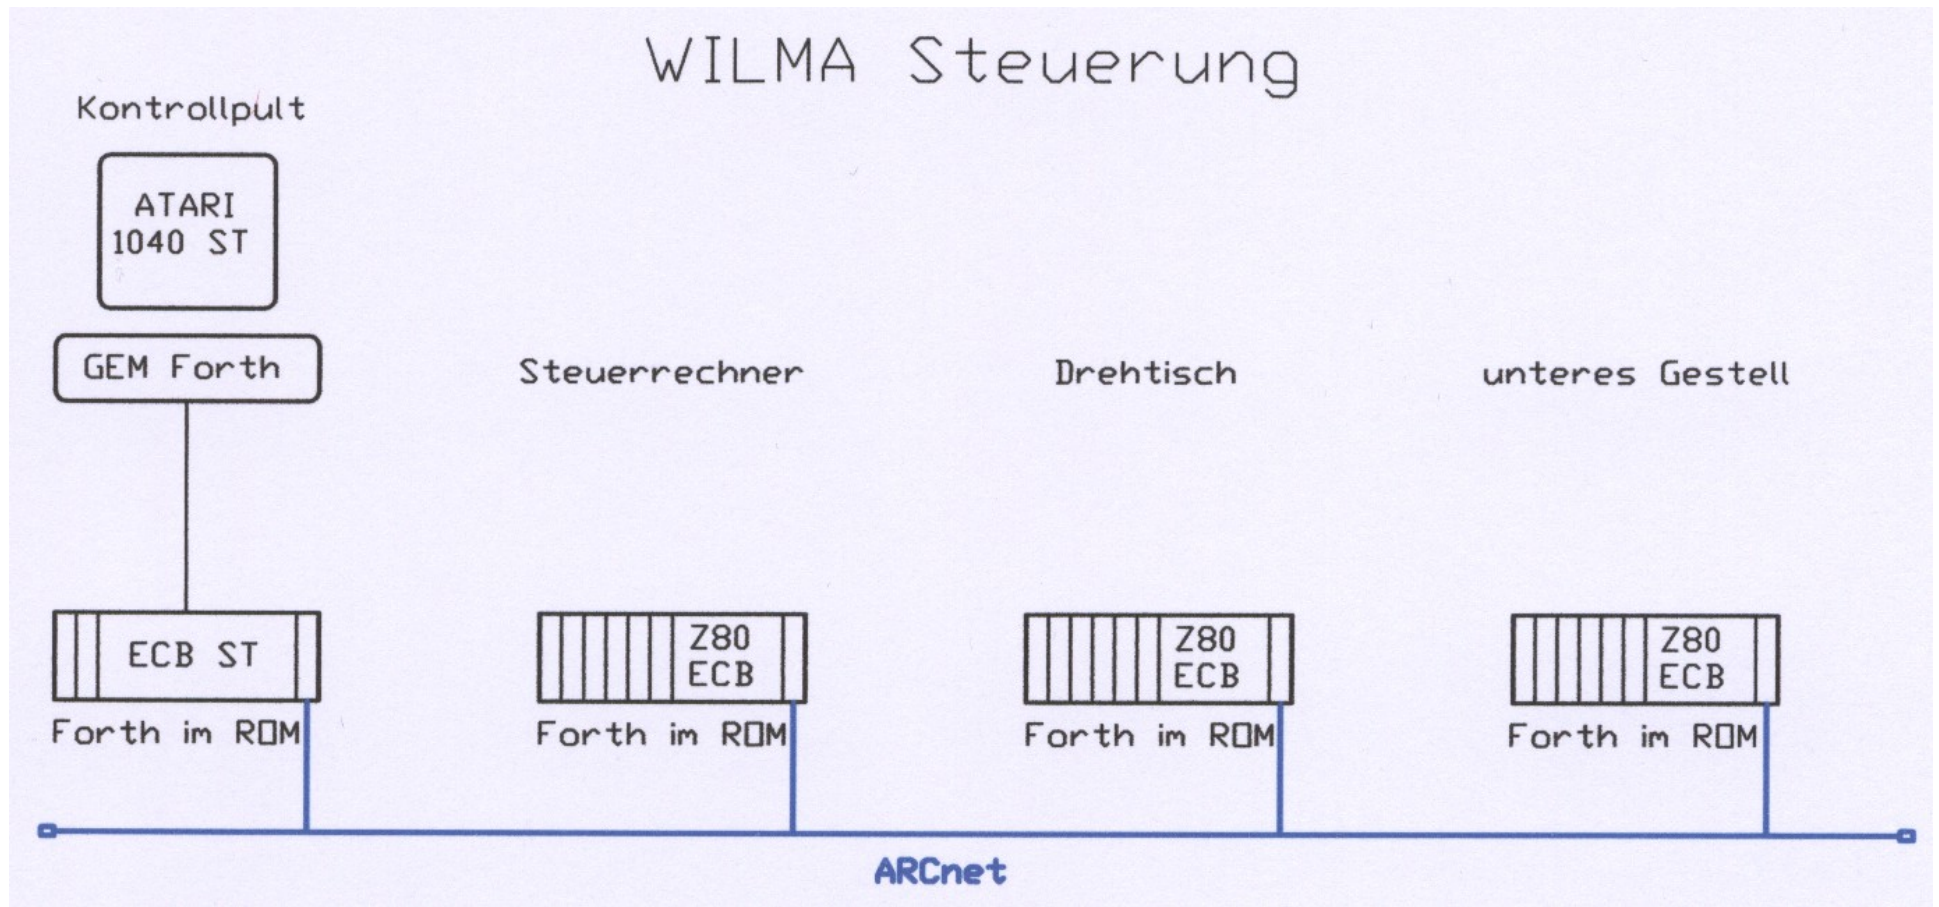 WILMA Steuerung
Kontrollpult
ATARI
1040 ST
GEM Forth
Steuerrechner
Drehtisch
unteres Gestell
ECB ST
Z80
ECB
Z80
ECB
Z80
ECB
Forth im ROM
Forth im ROM
Forth im ROM
Forth im ROM
ARCnet